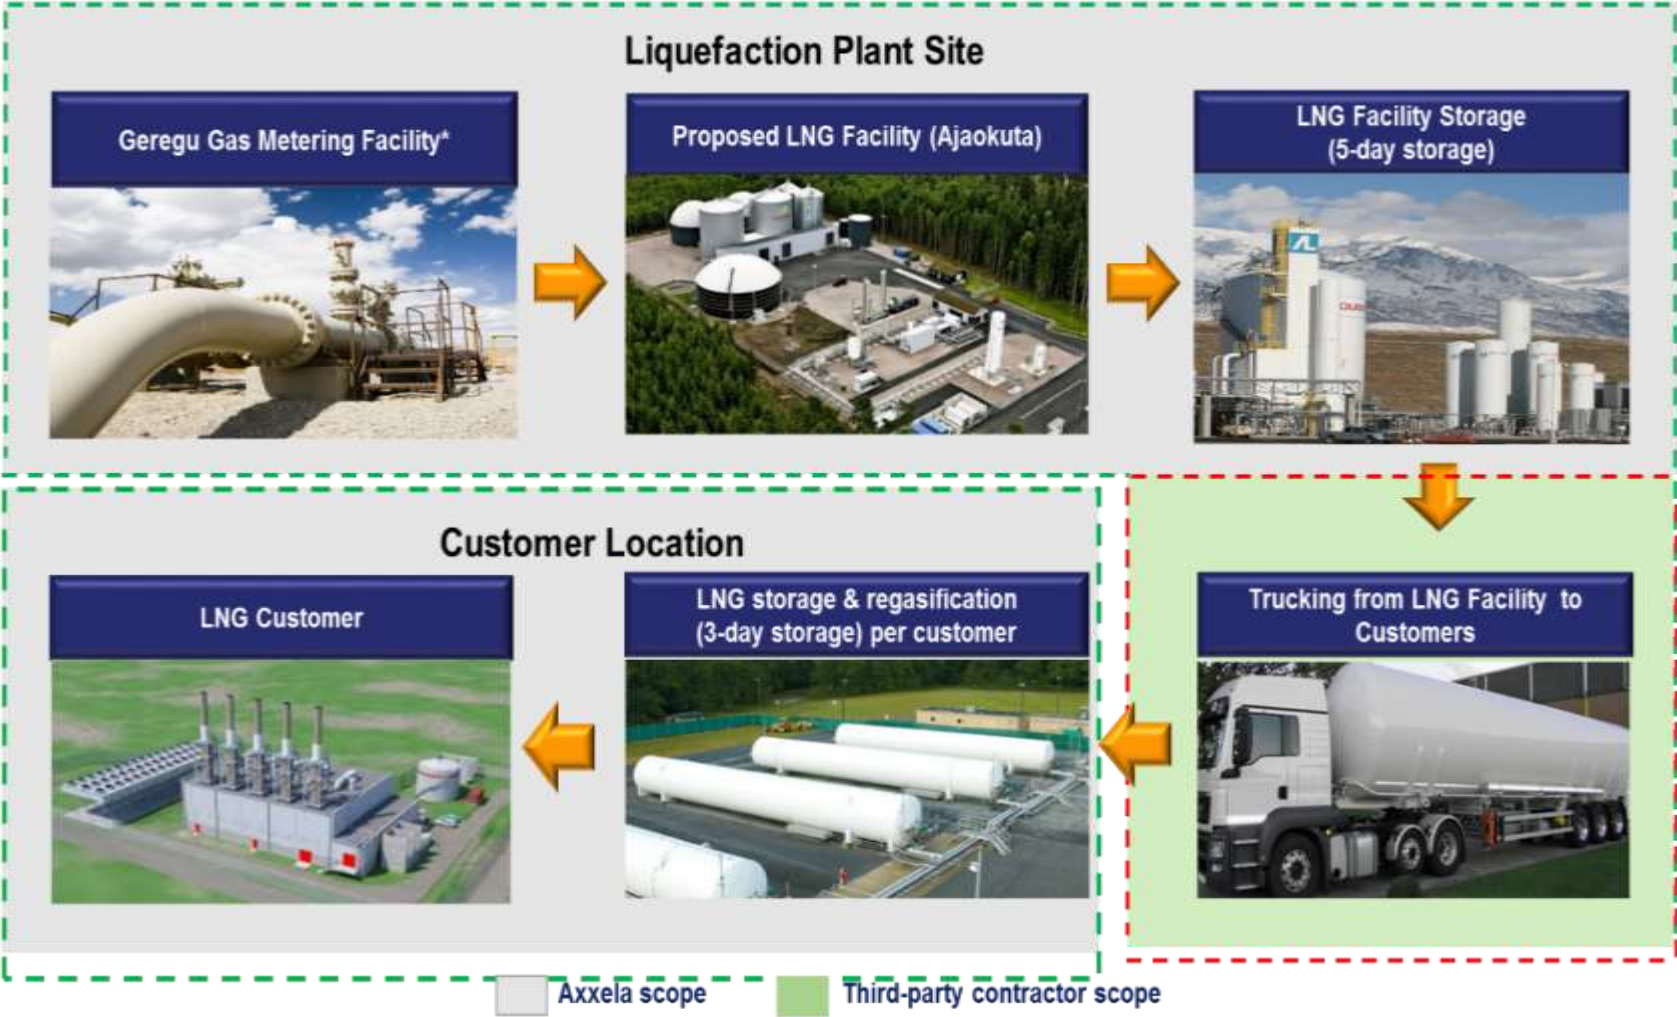 Liquefaction Plant Site
Geregu Gas Metering Facility*
Proposed LNG Facility (Ajaokuta)
LNG Facility Storage
(5-day storage)
Customer Location
LNG Customer
LNG storage & regasification
(3-day storage) per customer
Trucking from LNG Facility to
Customers
Axxela scope
Third-party contractor scope